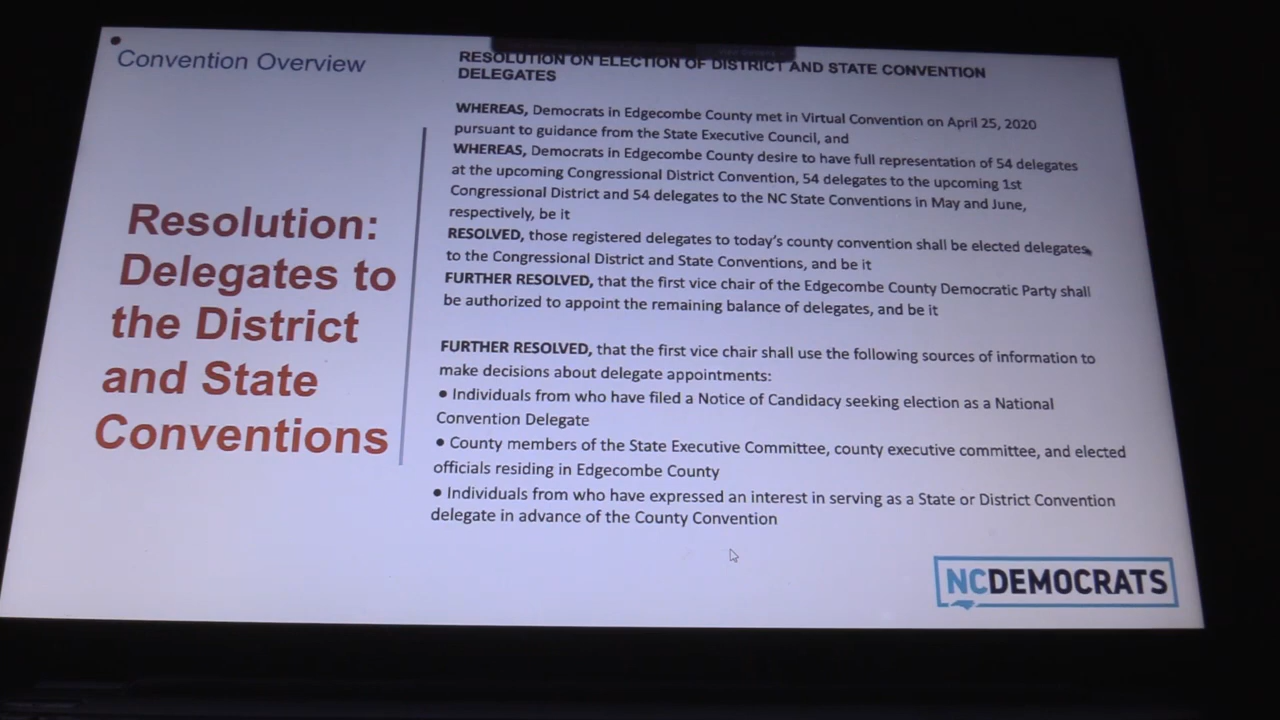 Convention Overview
Resolution:
Delegates to
the District
and State
Conventions
RESOLUTION ON ELECTION OF DISTRICT AND STATE CONVENTION
DELEGATES
WHEREAS, Democrats in Edgecombe County met in Virtual Convention on April 25, 2020
pursuant to guidance from the State Executive Council, and
WHEREAS, Democrats in Edgecombe County desire to have full representation of 54 delegates
at the upcoming Congressional District Convention, 54 delegates to the upcoming 1st
Congressional District and 54 delegates to the NC State Conventions in May and June,
respectively, be it
RESOLVED, those registered delegates to today's county convention shall be elected delegates
to the Congressional District and State Conventions, and be it
FURTHER RESOLVED, that the first vice chair of the Edgecombe County Democratic Party shall
be authorized to appoint the remaining balance of delegates, and be it
FURTHER RESOLVED, that the first vice chair shall use the following sources of information to
make decisions about delegate appointments:
● Individuals from who have filed a Notice of Candidacy seeking election as a National
Convention Delegate
● County members of the State Executive Committee, county executive committee, and elected
officials residing in Edgecombe County
● Individuals from who have expressed an interest in serving as a State or District Convention
delegate in advance of the County Convention
NCDEMOCRATS